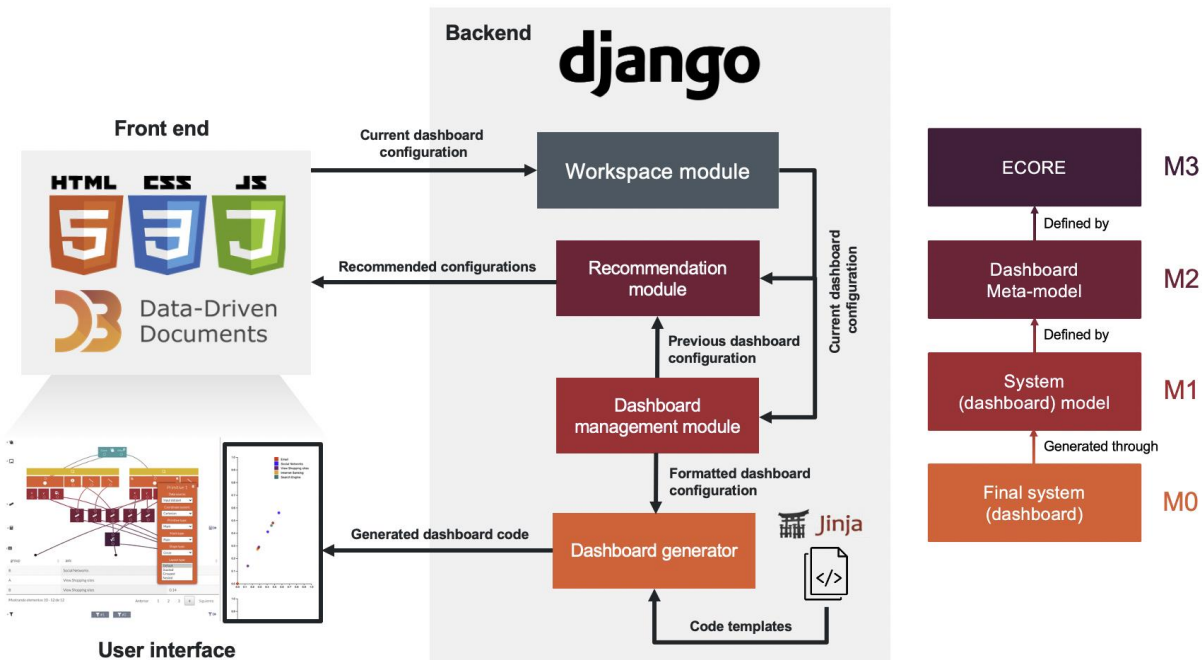 Backend
django
Front end
HTML CSS JS
Data-Driven
Documents
Current dashboard
configuration
Workspace module
Recommended configurations
Recommendation
module
Current dashboard
configuration
Previous dashboard
configuration
Dashboard
management module
Formatted dashboard
configuration
Generated dashboard code
Dashboard generator
Jinja
</>
Code templates
User interface
ECORE
M3
Defined by
Dashboard
Meta-model
M2
Defined by
System
(dashboard) model
M1
Generated through
Final system
(dashboard)
M0
Social Networks